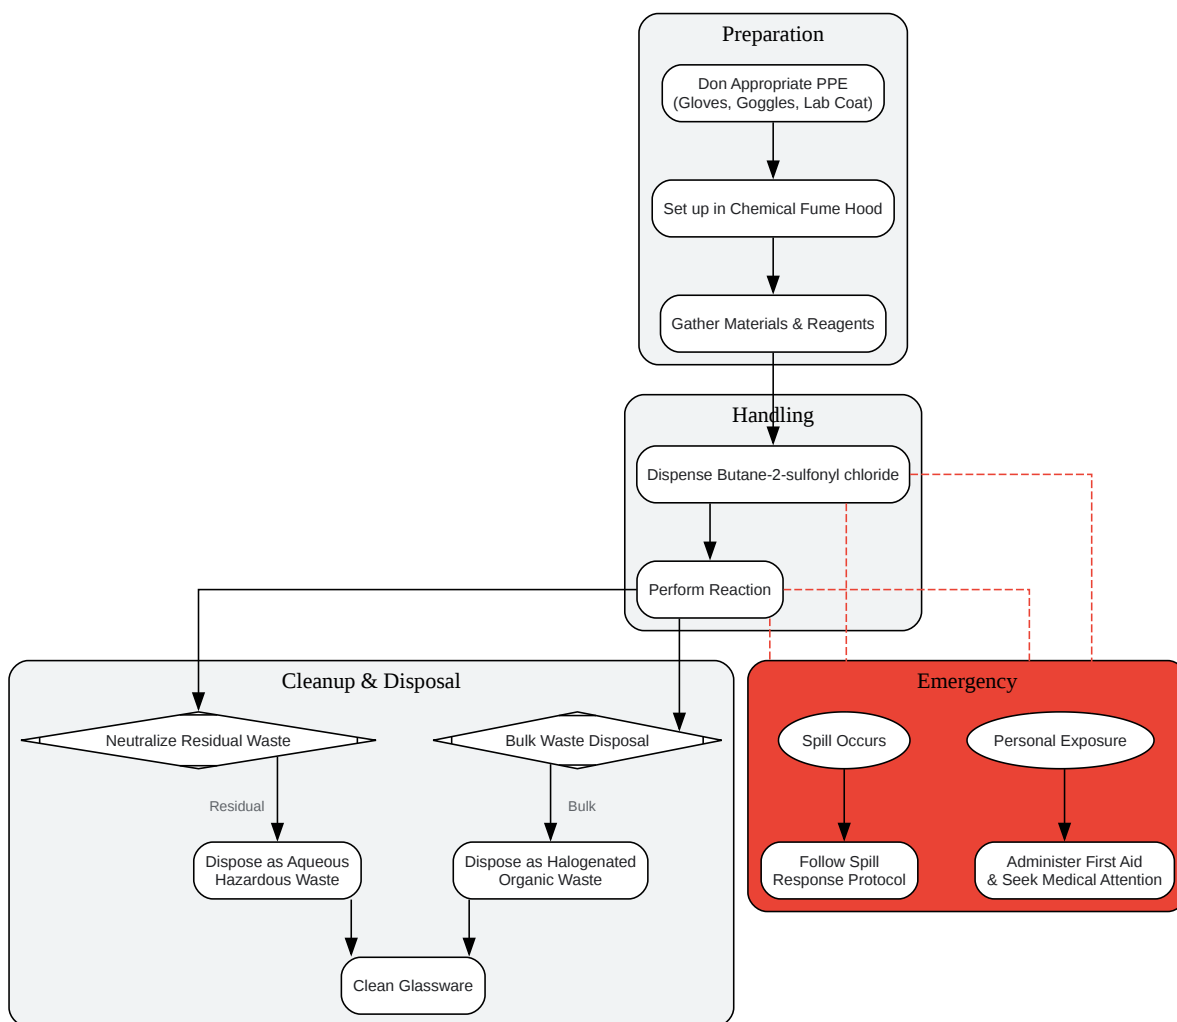 Preparation
Don Appropriate PPE
(Gloves, Goggles, Lab Coat)
Set up in Chemical Fume Hood
Gather Materials & Reagents
Handling
Dispense Butane-2-sulfonyl chloride
Perform Reaction
Cleanup & Disposal
Neutralize Residual Waste
Bulk Waste Disposal
Residual
Bulk
Dispose as Aqueous
Hazardous Waste
Dispose as Halogenated
Organic Waste
Clean Glassware
Emergency
Spill Occurs
Personal Exposure
Follow Spill
Response Protocol
Administer First Aid
& Seek Medical Attention